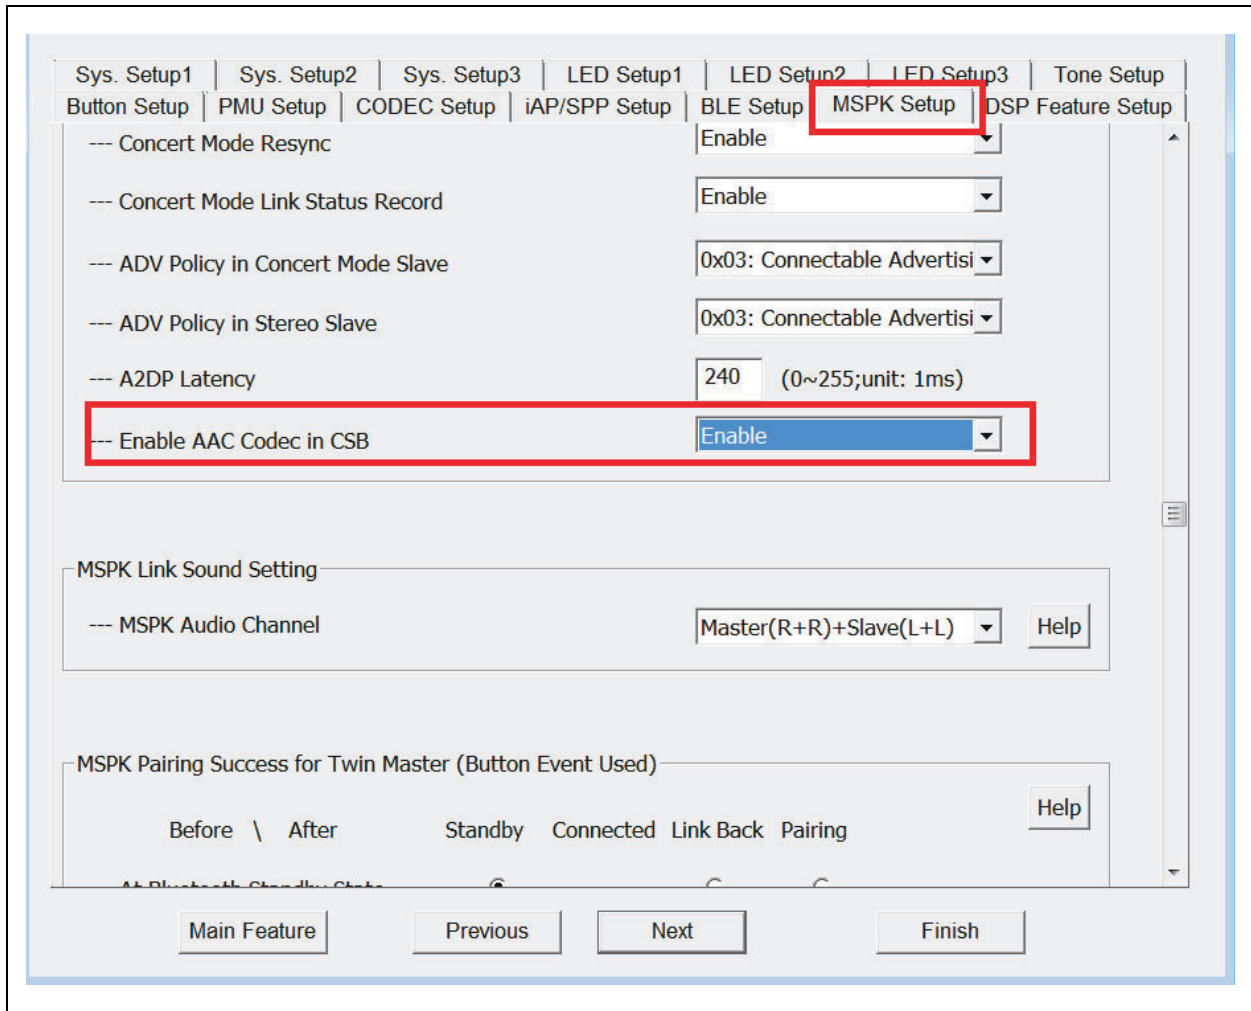 Sys. Setup1 Sys. Setup2 Sys. Setup3 LED Setup1 LED Setup2 LED Setup3 Tone Setup
Button Setup PMU Setup CODEC Setup iAP/SPP Setup BLE Setup MSPK Setup DSP Feature Setup
--- Concert Mode Resync Enable
--- Concert Mode Link Status Record Enable
--- ADV Policy in Concert Mode Slave 0x03: Connectable Advertisi
--- ADV Policy in Stereo Slave 0x03: Connectable Advertisi
--- A2DP Latency 240 (0~255;unit: 1ms)
--- Enable AAC Codec in CSB Enable
MSPK Link Sound Setting
--- MSPK Audio Channel Master(R+R)+Slave(L+L) Help
MSPK Pairing Success for Twin Master (Button Event Used)
Help
Before \ After Standby Connected Link Back Pairing
At Bluetooth Standby State
Main Feature Previous Next Finish